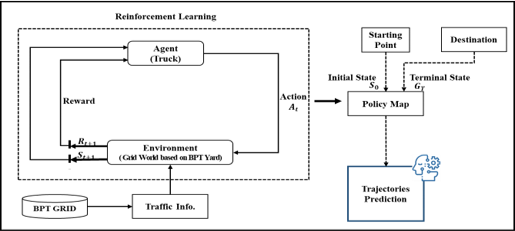 Reinforcement Learning
Agent
(Truck)
Starting
Point
Destination
Initial State
S₀
Terminal State
G_T
Reward
Action
A_t
Policy Map
R_{t+1}
S_{t+1}
Environment
(Grid World based on BPT Yard)
Trajectories
Prediction
BPT GRID
Traffic Info.